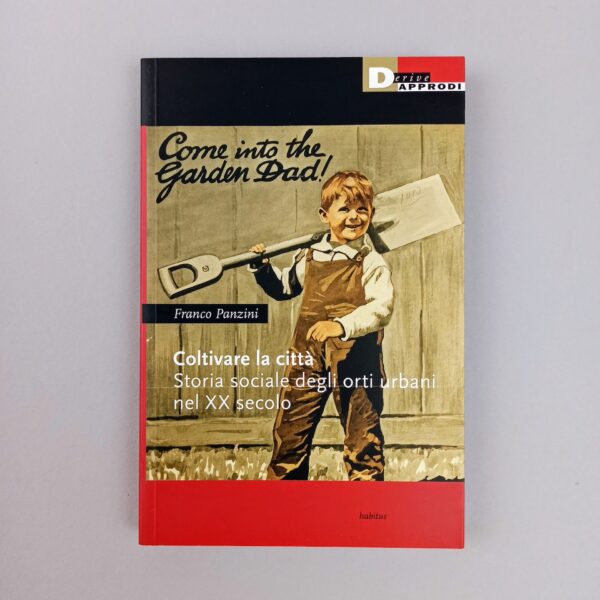 Derive
APPRODI
Come into the
Garden Dad!
Franco Panzini
Coltivare la città
Storia sociale degli orti urbani
nel XX secolo
habitus